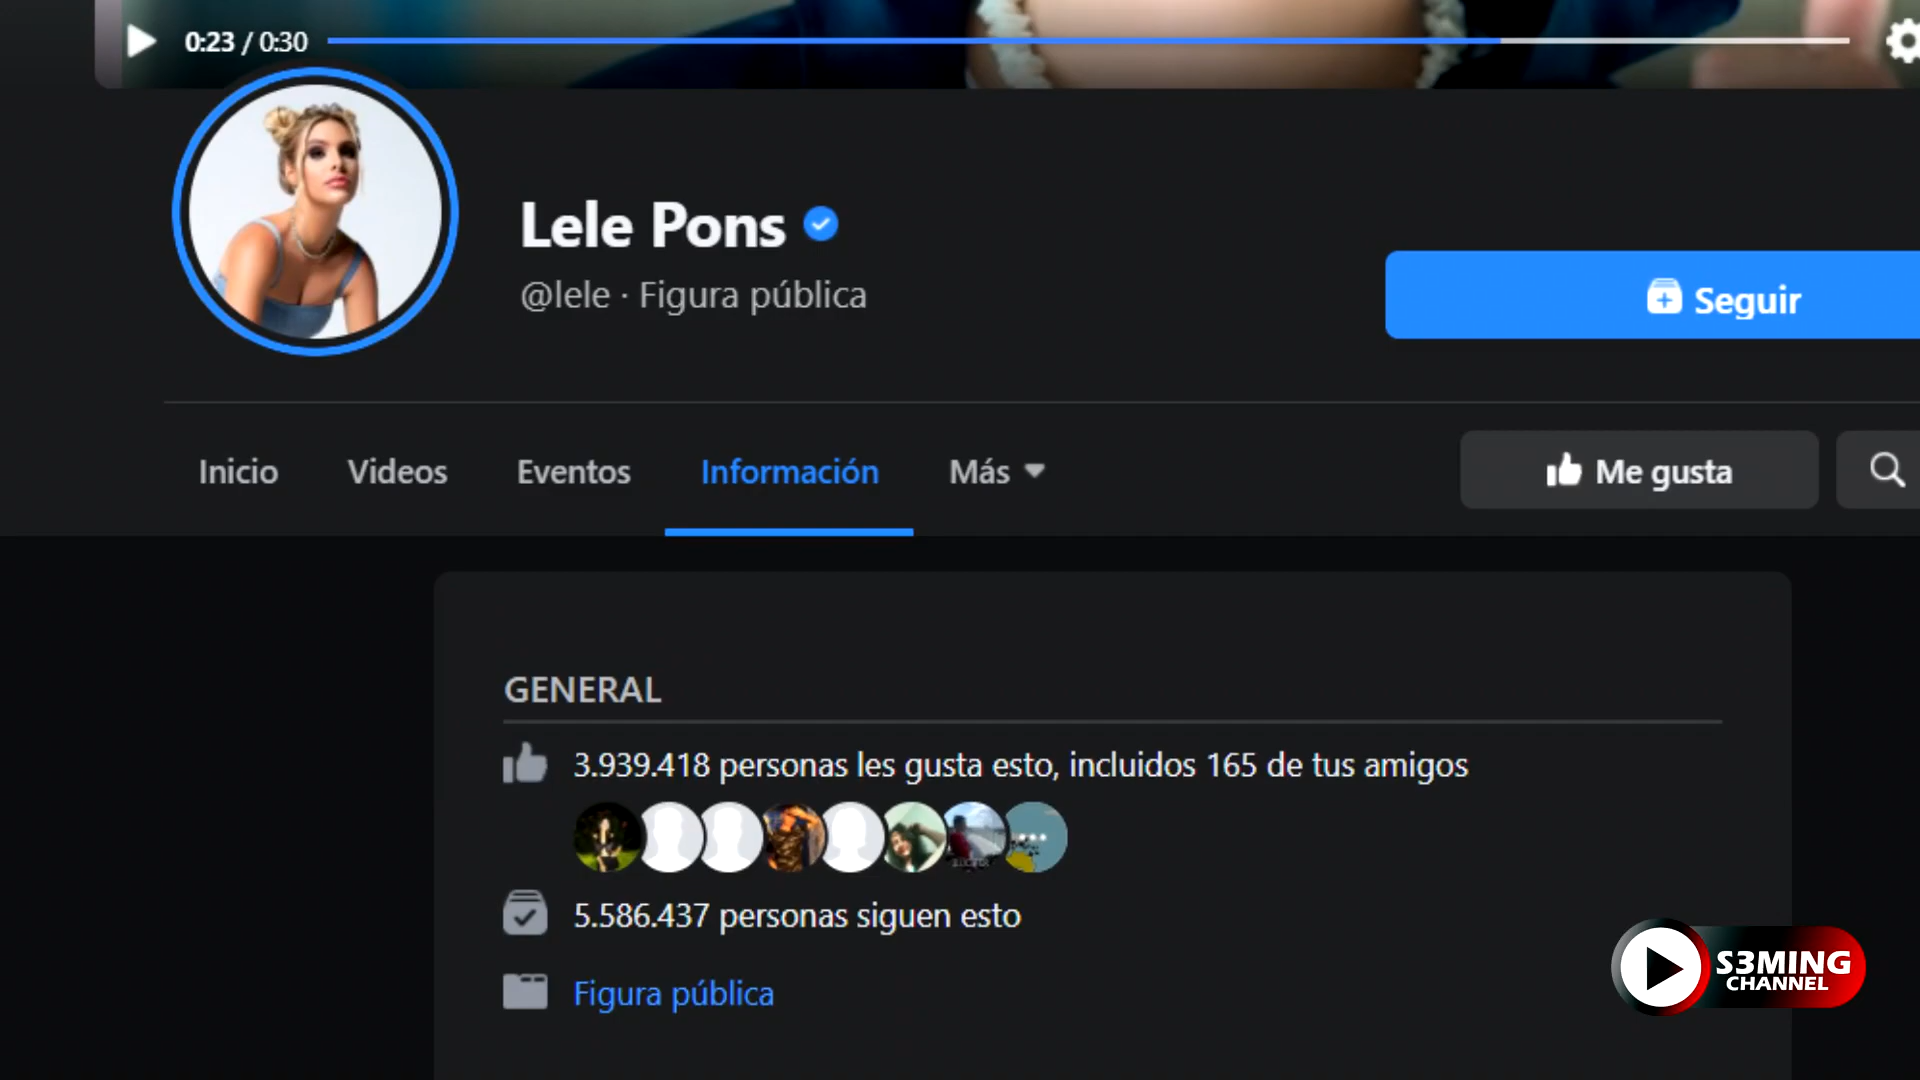 0:23 / 0:30
Lele Pons
@lele · Figura pública
Seguir
Inicio Videos Eventos Información Más Me gusta
GENERAL
3.939.418 personas les gusta esto, incluidos 165 de tus amigos
5.586.437 personas siguen esto
Figura pública
S3MING
CHANNEL